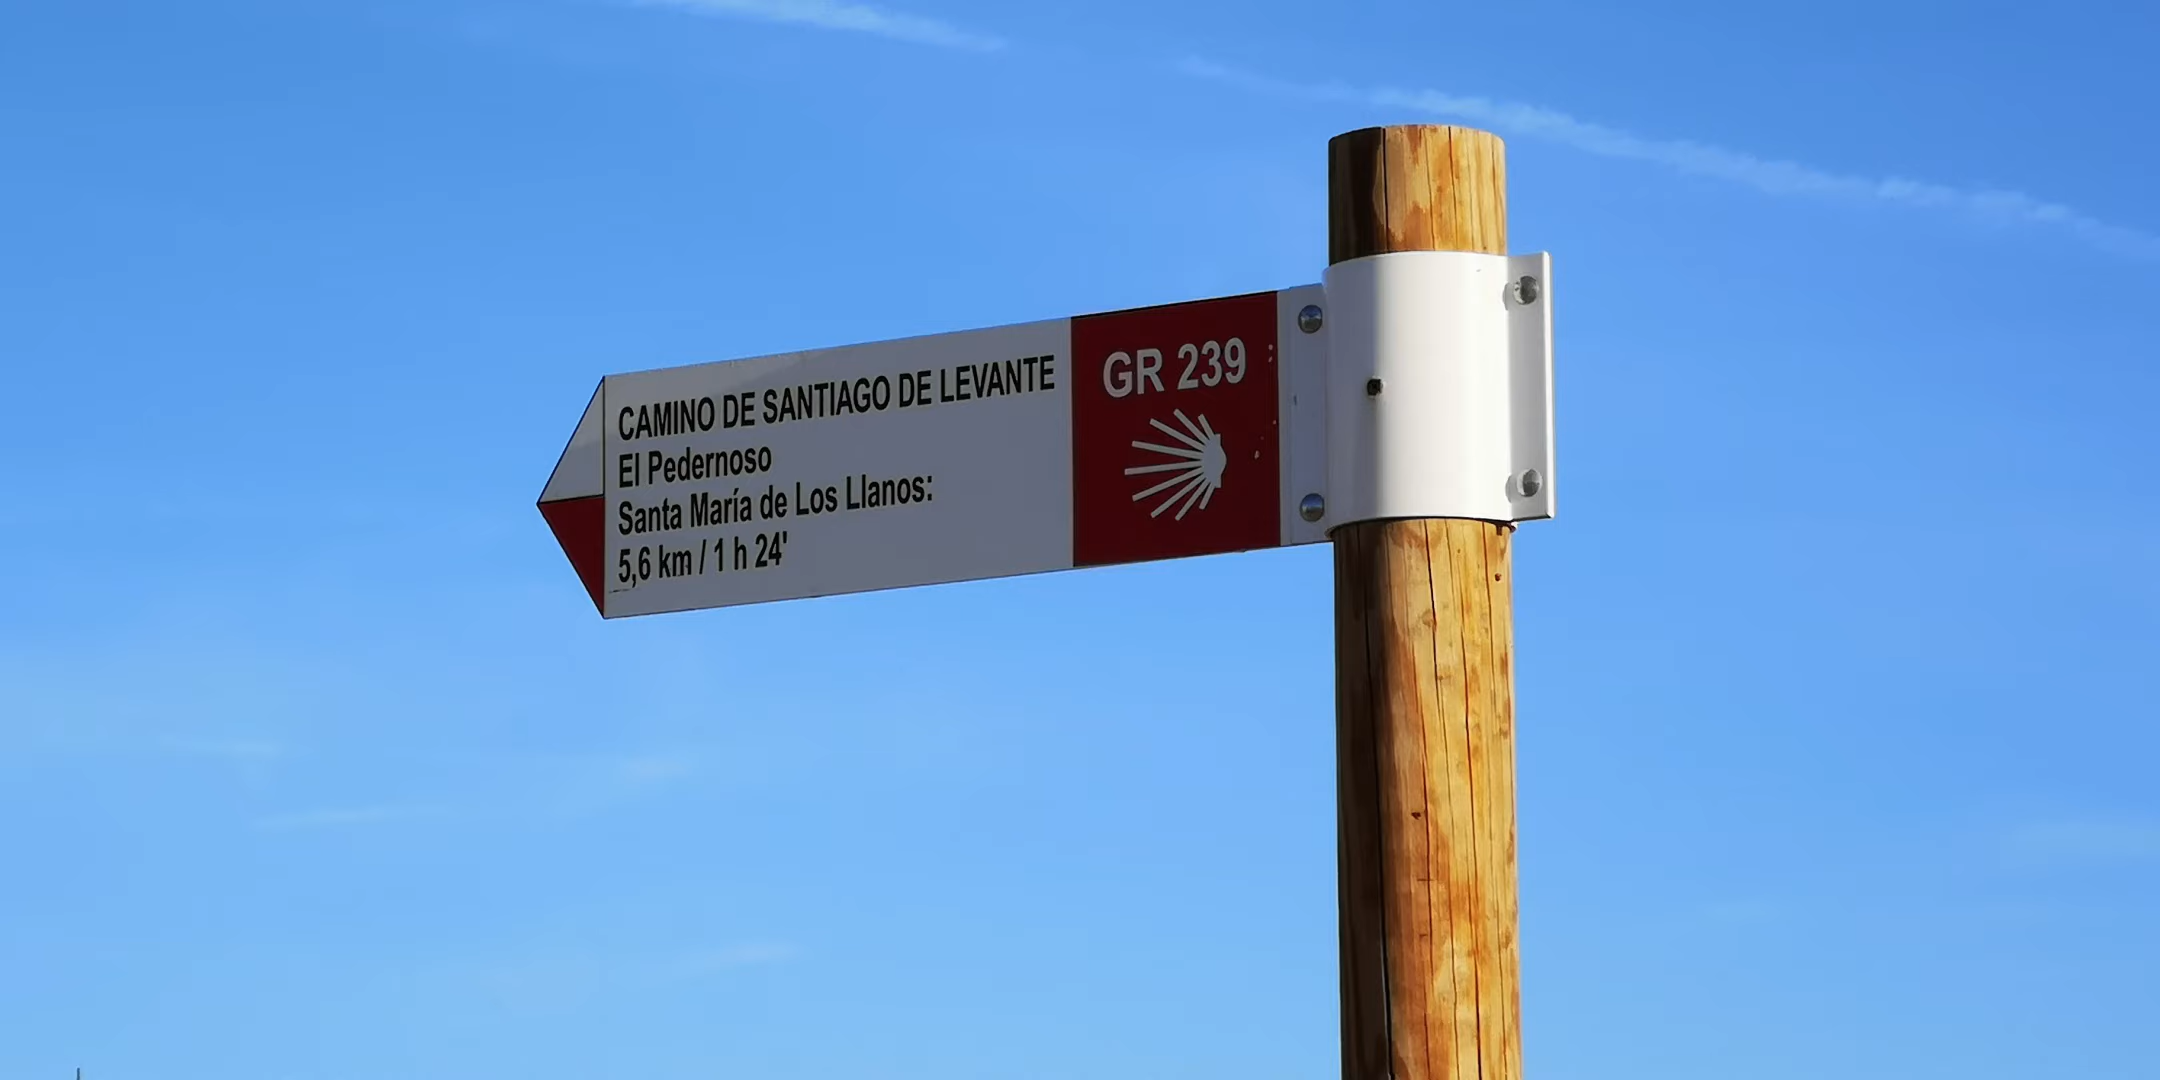 CAMINO DE SANTIAGO DE LEVANTE
El Pedernoso
Santa María de Los Llanos:
5,6 km / 1 h 24'
GR 239